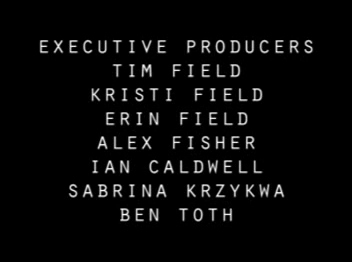 EXECUTIVE PRODUCERS
TIM FIELD
KRISTI FIELD
ERIN FIELD
ALEX FISHER
IAN CALDWELL
SABRINA KRZYKWA
BEN TOTH